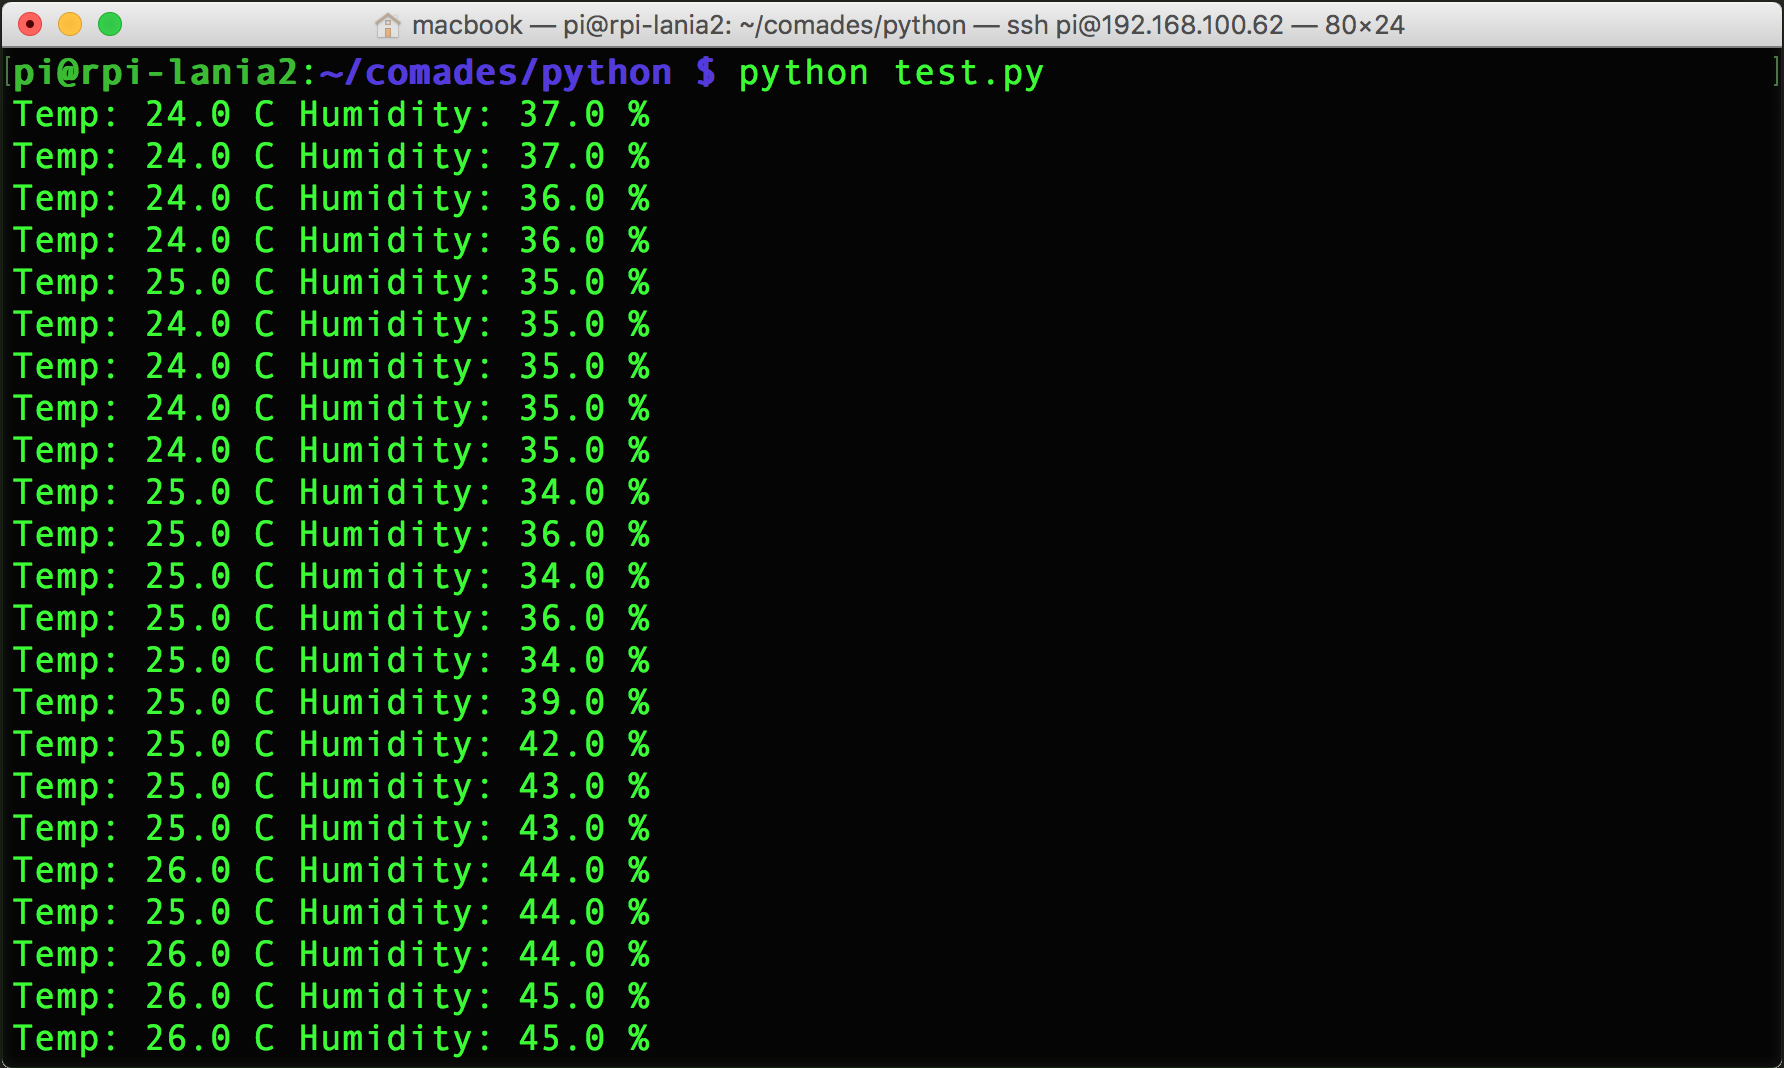 macbook — pi@rpi-lania2: ~/comades/python — ssh pi@192.168.100.62 — 80×24
[pi@rpi-lania2:~/comades/python $ python test.py ]
Temp: 24.0 C Humidity: 37.0 %
Temp: 24.0 C Humidity: 37.0 %
Temp: 24.0 C Humidity: 36.0 %
Temp: 24.0 C Humidity: 36.0 %
Temp: 25.0 C Humidity: 35.0 %
Temp: 24.0 C Humidity: 35.0 %
Temp: 24.0 C Humidity: 35.0 %
Temp: 24.0 C Humidity: 35.0 %
Temp: 24.0 C Humidity: 35.0 %
Temp: 25.0 C Humidity: 34.0 %
Temp: 25.0 C Humidity: 36.0 %
Temp: 25.0 C Humidity: 34.0 %
Temp: 25.0 C Humidity: 36.0 %
Temp: 25.0 C Humidity: 34.0 %
Temp: 25.0 C Humidity: 39.0 %
Temp: 25.0 C Humidity: 42.0 %
Temp: 25.0 C Humidity: 43.0 %
Temp: 25.0 C Humidity: 43.0 %
Temp: 26.0 C Humidity: 44.0 %
Temp: 25.0 C Humidity: 44.0 %
Temp: 26.0 C Humidity: 44.0 %
Temp: 26.0 C Humidity: 45.0 %
Temp: 26.0 C Humidity: 45.0 %